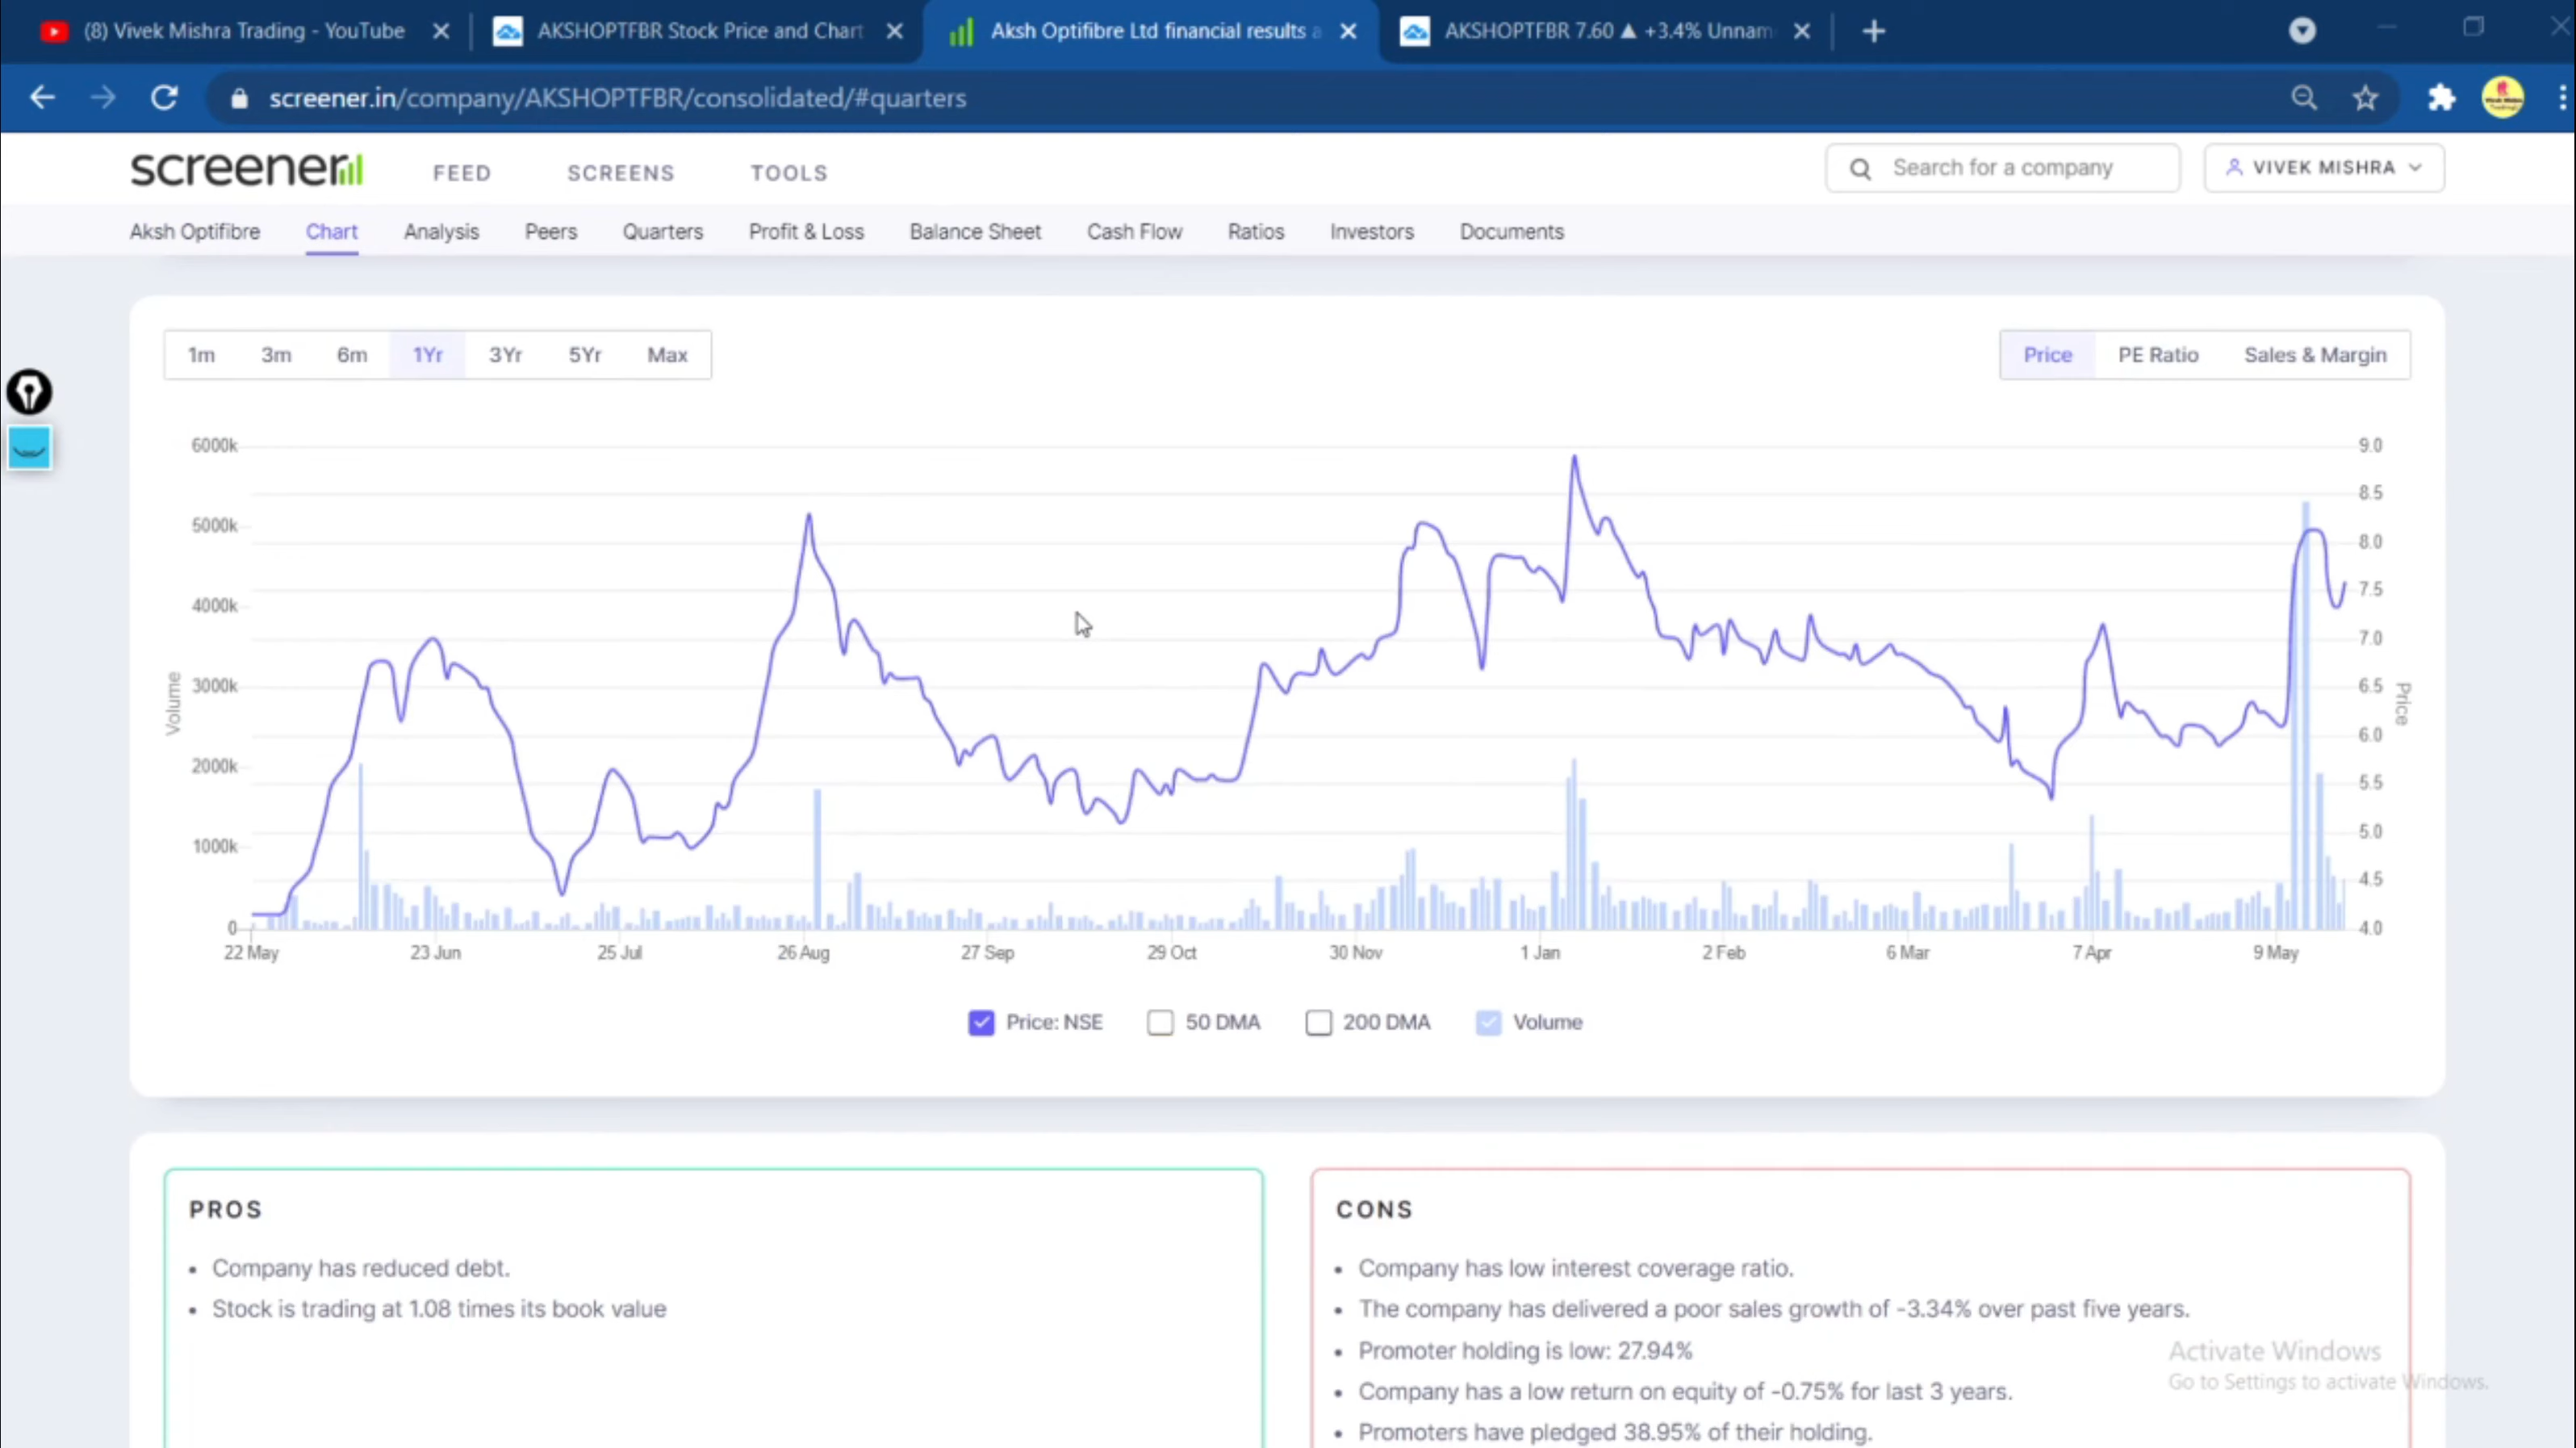 (8) Vivek Mishra Trading - YouTube
AKSHOPTFBR Stock Price and Chart
Aksh Optifibre Ltd financial results a
AKSHOPTFBR 7.60 ▲ +3.4% Unnam
screener.in/company/AKSHOPTFBR/consolidated/#quarters
screener
FEED
SCREENS
TOOLS
Search for a company
VIVEK MISHRA
Aksh Optifibre
Chart
Analysis
Peers
Quarters
Profit & Loss
Balance Sheet
Cash Flow
Ratios
Investors
Documents
1m
3m
6m
1Yr
3Yr
5Yr
Max
Price
PE Ratio
Sales & Margin
6000k
5000k
4000k
3000k
2000k
1000k
0
Volume
9.0
8.5
8.0
7.5
7.0
6.5
6.0
5.5
5.0
4.5
4.0
Price
22 May
23 Jun
25 Jul
26 Aug
27 Sep
29 Oct
30 Nov
1 Jan
2 Feb
6 Mar
7 Apr
9 May
Price: NSE
50 DMA
200 DMA
Volume
PROS
• Company has reduced debt.
• Stock is trading at 1.08 times its book value
CONS
• Company has low interest coverage ratio.
• The company has delivered a poor sales growth of -3.34% over past five years.
• Promoter holding is low: 27.94%
• Company has a low return on equity of -0.75% for last 3 years.
• Promoters have pledged 38.95% of their holding.
Activate Windows
Go to Settings to activate Windows.